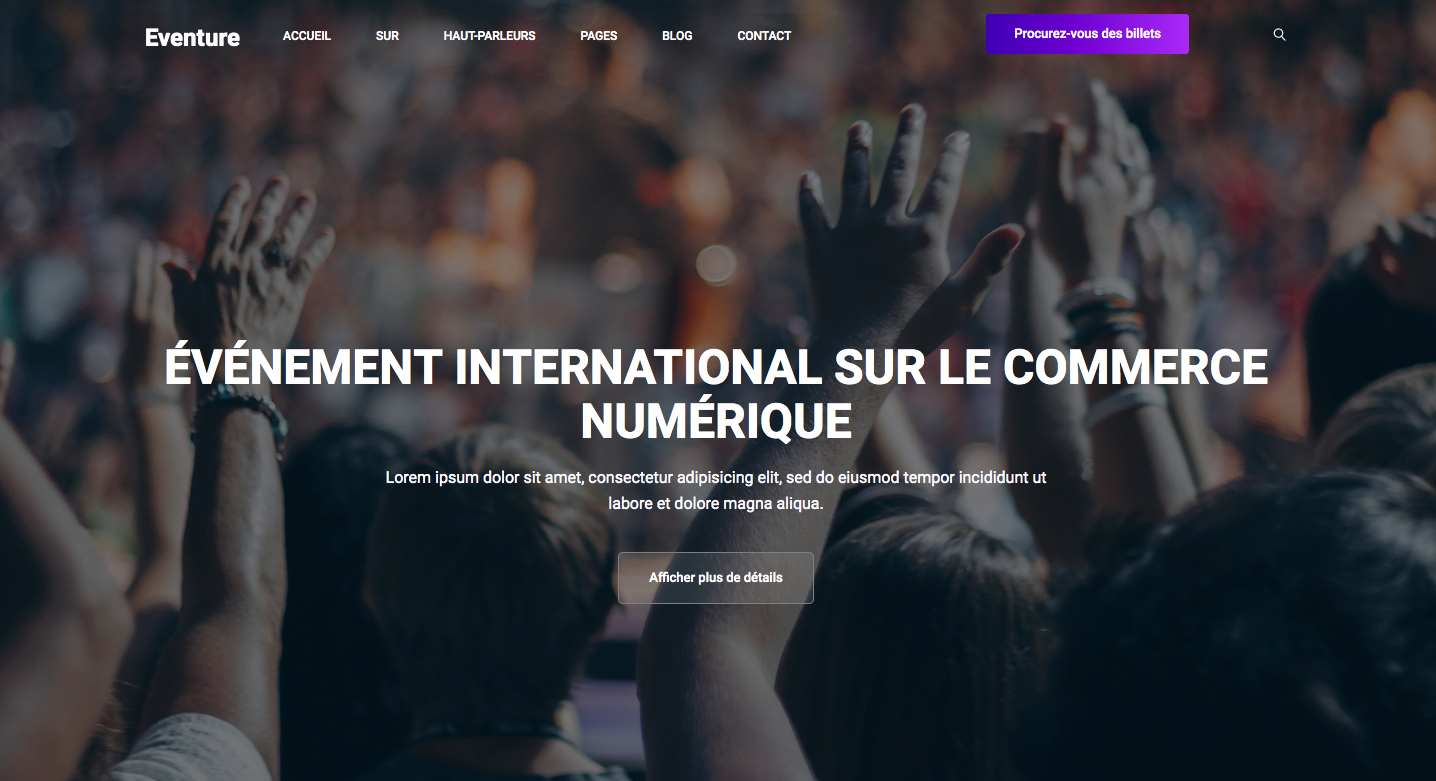 Eventure
ACCUEIL
SUR
HAUT-PARLEURS
PAGES
BLOG
CONTACT
Procurez-vous des billets
ÉVÉNEMENT INTERNATIONAL SUR LE COMMERCE
NUMÉRIQUE
Lorem ipsum dolor sit amet, consectetur adipisicing elit, sed do eiusmod tempor incididunt ut
labore et dolore magna aliqua.
Afficher plus de détails